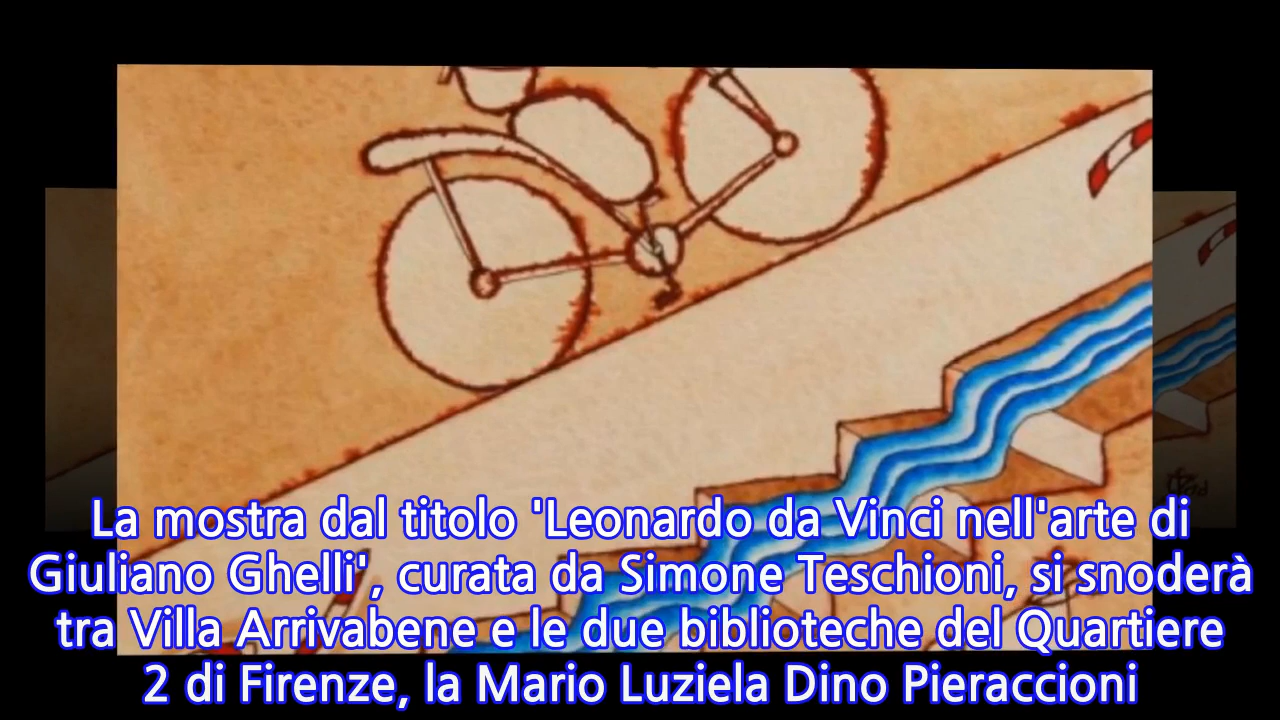 La mostra dal titolo 'Leonardo da Vinci nell'arte di
Giuliano Ghelli', curata da Simone Teschioni, si snoderà
tra Villa Arrivabene e le due biblioteche del Quartiere
2 di Firenze, la Mario Luziela Dino Pieraccioni